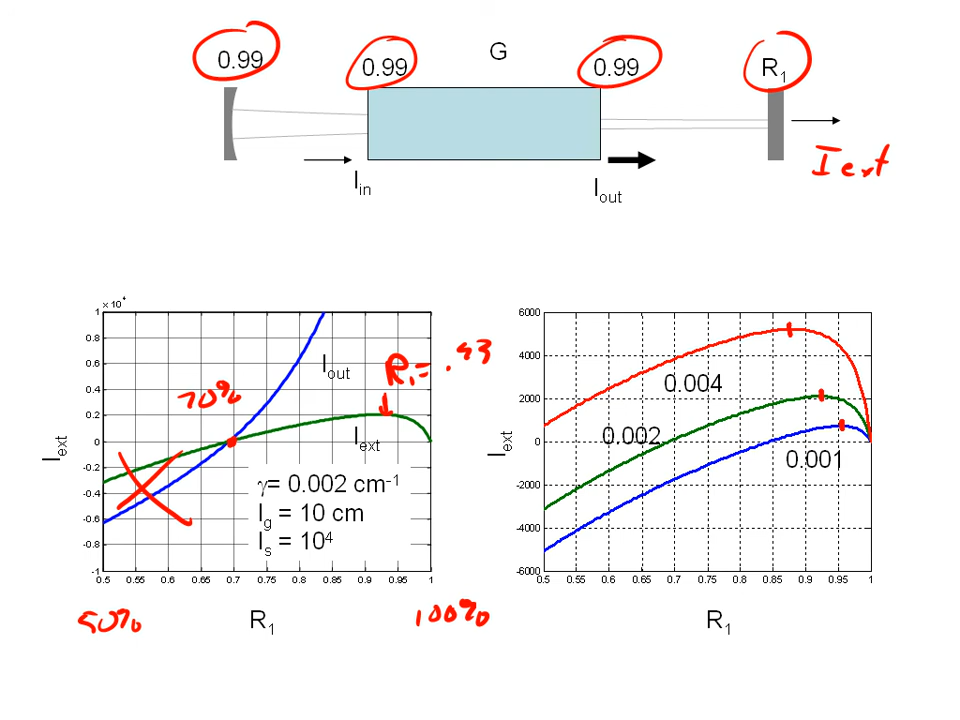 G
0.99
0.99
0.99
R1
Iin
Iout
I ext
× 10⁴
1
0.8
0.6
0.4
0.2
0
-0.2
-0.4
-0.6
-0.8
-1
Iext
70%
R1 = .93
Iout
Iext
γ= 0.002 cm-1
lg = 10 cm
Is = 10⁴
0.5 0.55 0.6 0.65 0.7 0.75 0.8 0.85 0.9 0.95 1
50%
R1
100%
6000
4000
2000
0
-2000
-4000
-6000
Iext
0.004
0.002
0.001
0.5 0.55 0.6 0.65 0.7 0.75 0.8 0.85 0.9 0.95 1
R1